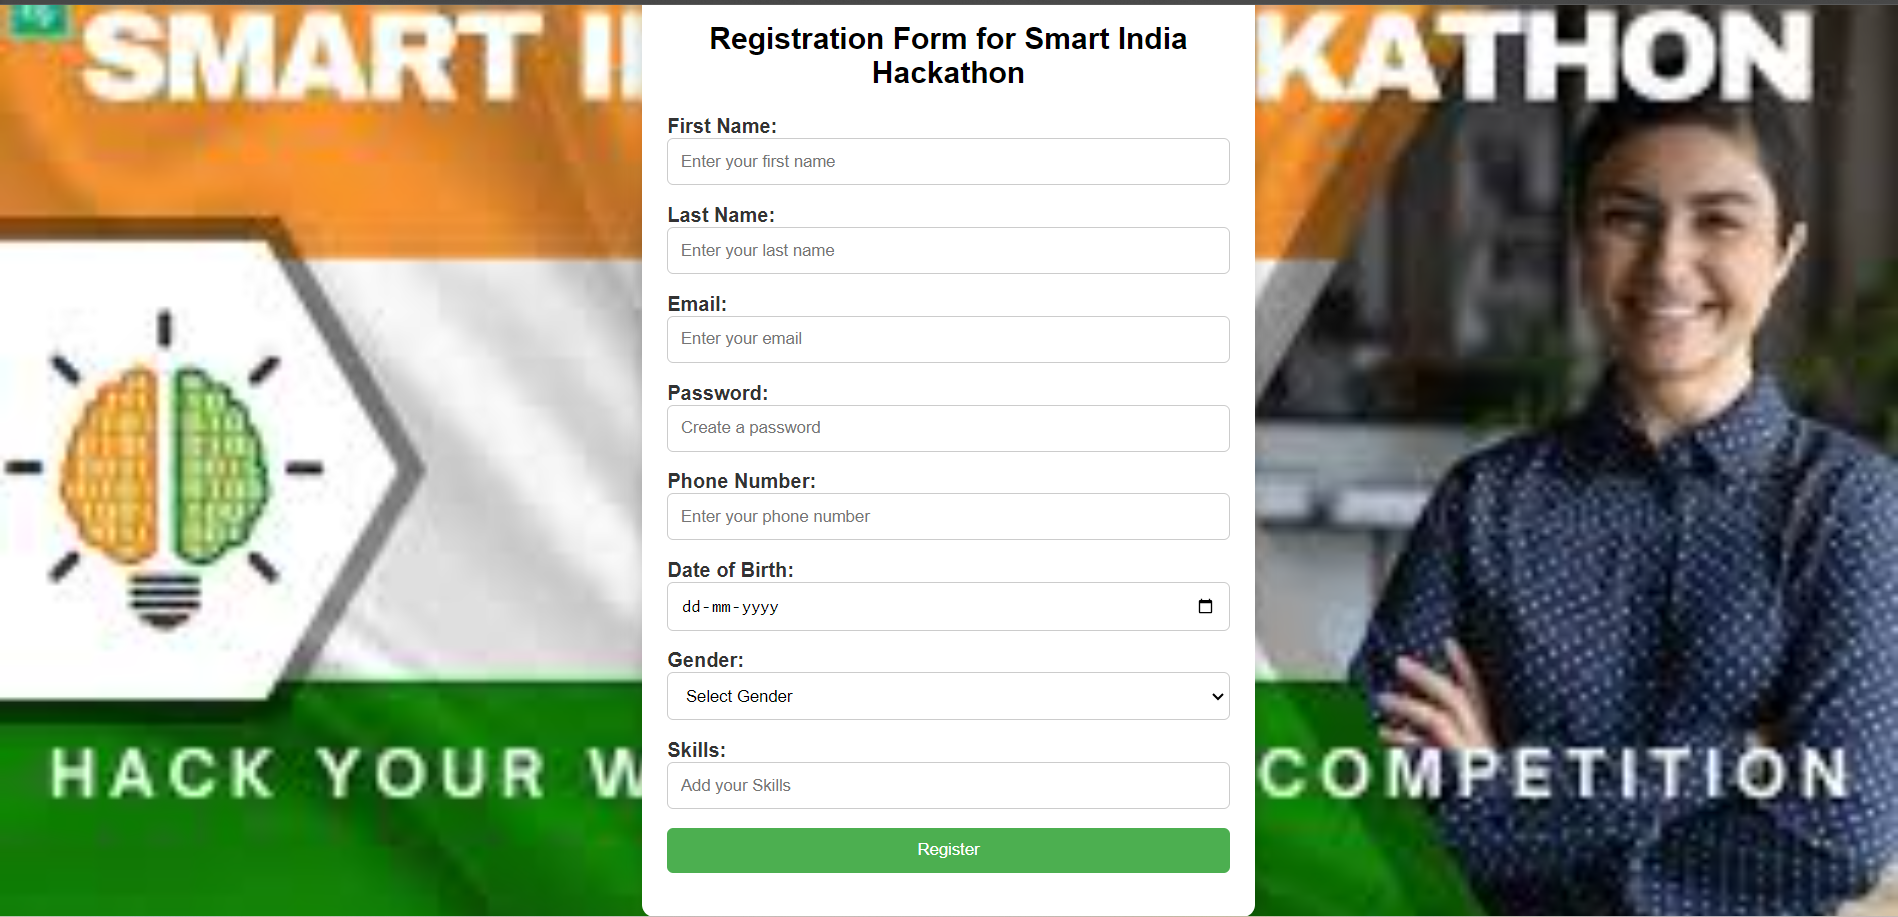 SMART I
KATHON
Registration Form for Smart India
Hackathon
First Name:
Enter your first name
Last Name:
Enter your last name
Email:
Enter your email
Password:
Create a password
Phone Number:
Enter your phone number
Date of Birth:
dd-mm-yyyy
Gender:
Select Gender
Skills:
Add your Skills
Register
HACK YOUR W
COMPETITION